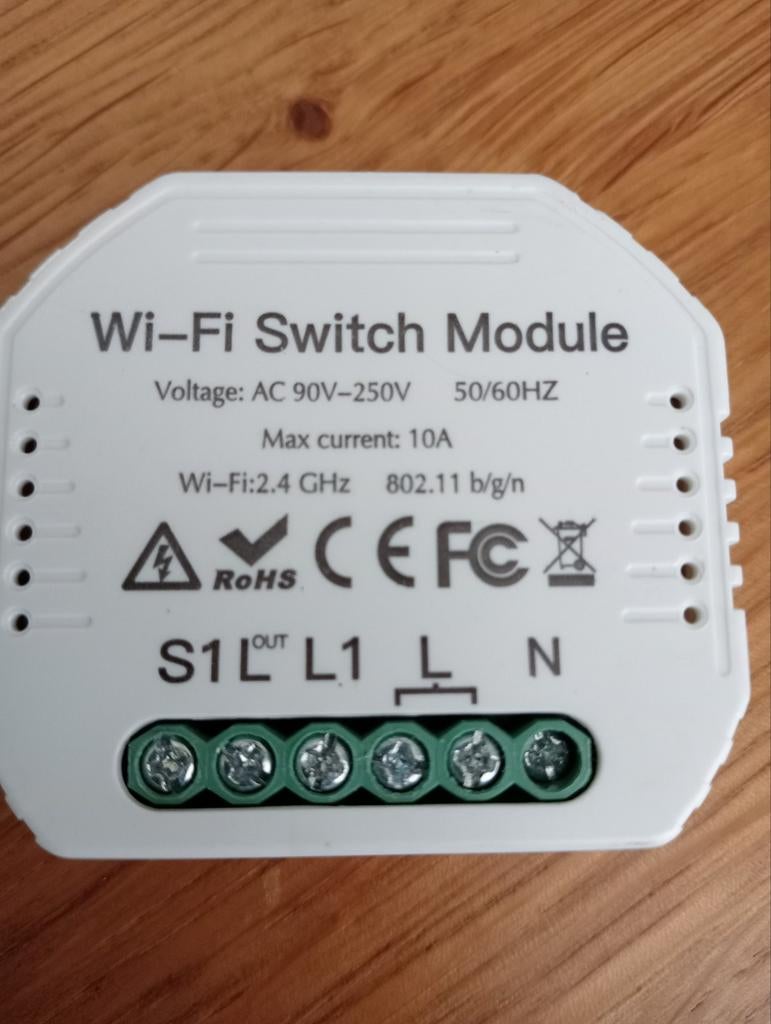 Wi-Fi Switch Module
Voltage: AC 90V-250V 50/60HZ
Max current: 10A
Wi-Fi:2.4 GHz 802.11 b/g/n
RoHS CE FC
S1 L OUT L1 L N